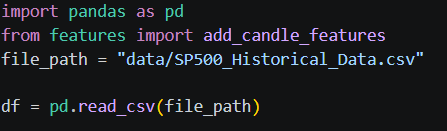 import pandas as pd
from features import add_candle_features
file_path = "data/SP500_Historical_Data.csv"
df = pd.read_csv(file_path)